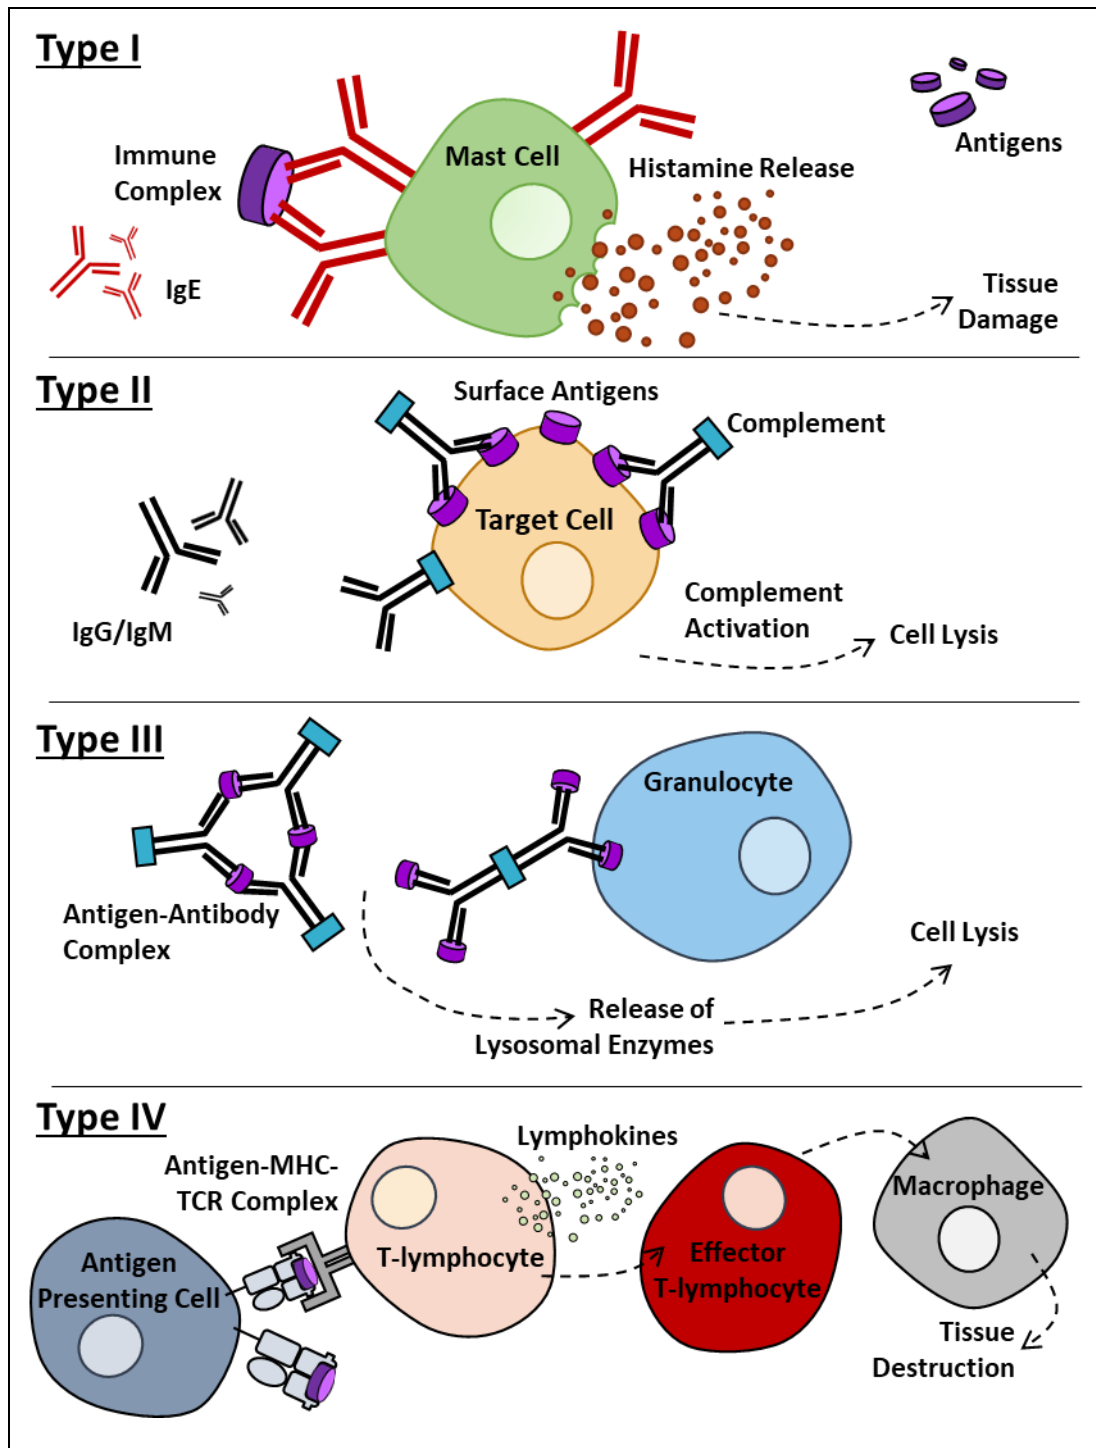 Type I
Immune
Complex
IgE
Mast Cell
Histamine Release
Antigens
Tissue
Damage
Type II
Surface Antigens
Complement
Target Cell
IgG/IgM
Complement
Activation
Cell Lysis
Type III
Granulocyte
Antigen-Antibody
Complex
Release of
Lysosomal Enzymes
Cell Lysis
Type IV
Antigen-MHC-
TCR Complex
Lymphokines
Antigen
Presenting Cell
T-lymphocyte
Effector
T-lymphocyte
Macrophage
Tissue
Destruction